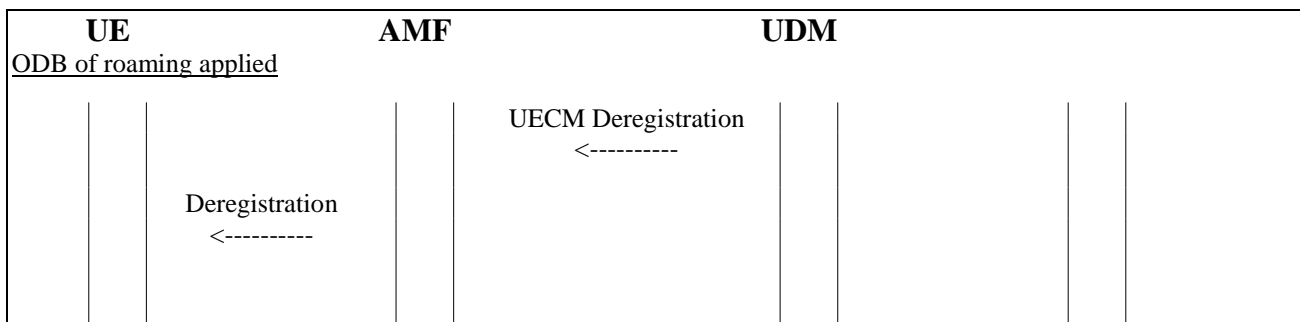 UE AMF UDM
ODB of roaming applied
UECM Deregistration
<----------
Deregistration
<----------